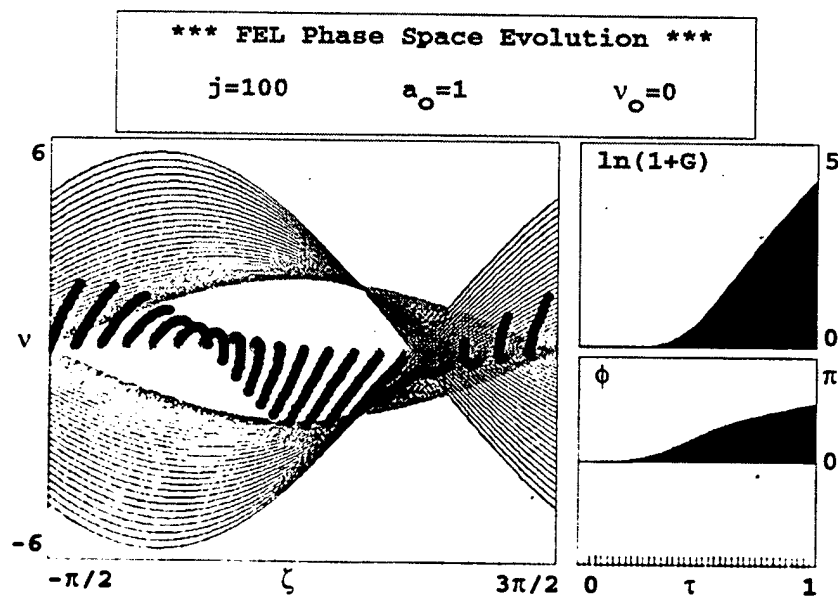 *** FEL Phase Space Evolution ***
j=100 a₀=1 ν₀=0
6
ν
-6
-π/2 ζ 3π/2
ln(1+G) 5
0
ϕ π
0
0 τ 1